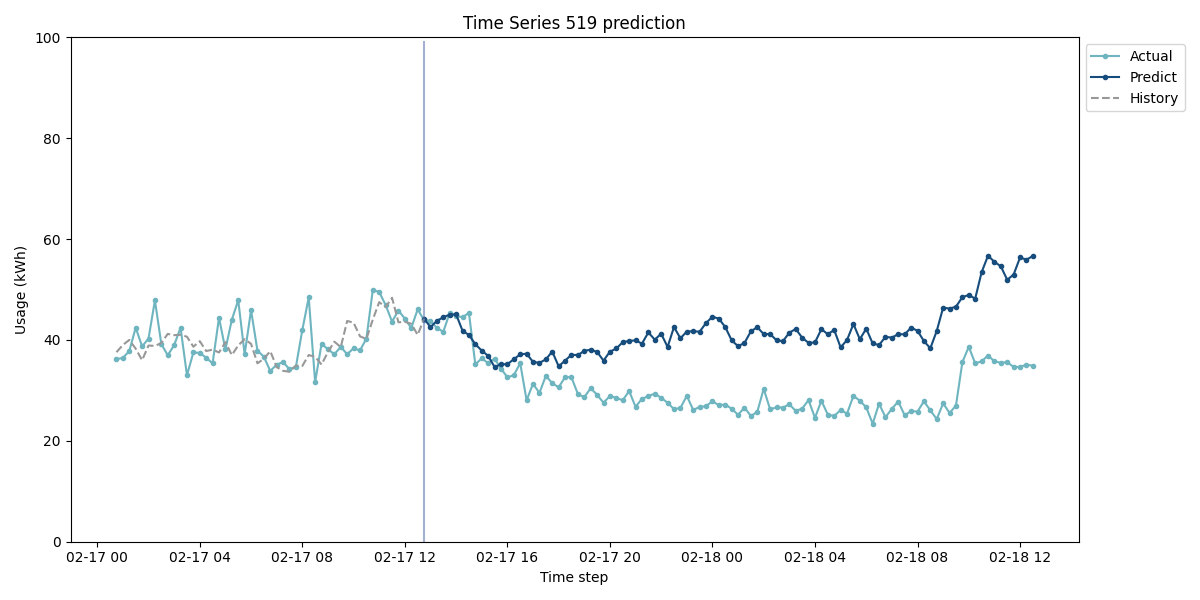 Time Series 519 prediction
100
80
60
40
20
0
Usage (kWh)
02-17 00 02-17 04 02-17 08 02-17 12 02-17 16 02-17 20 02-18 00 02-18 04 02-18 08 02-18 12
Time step
Actual
Predict
History